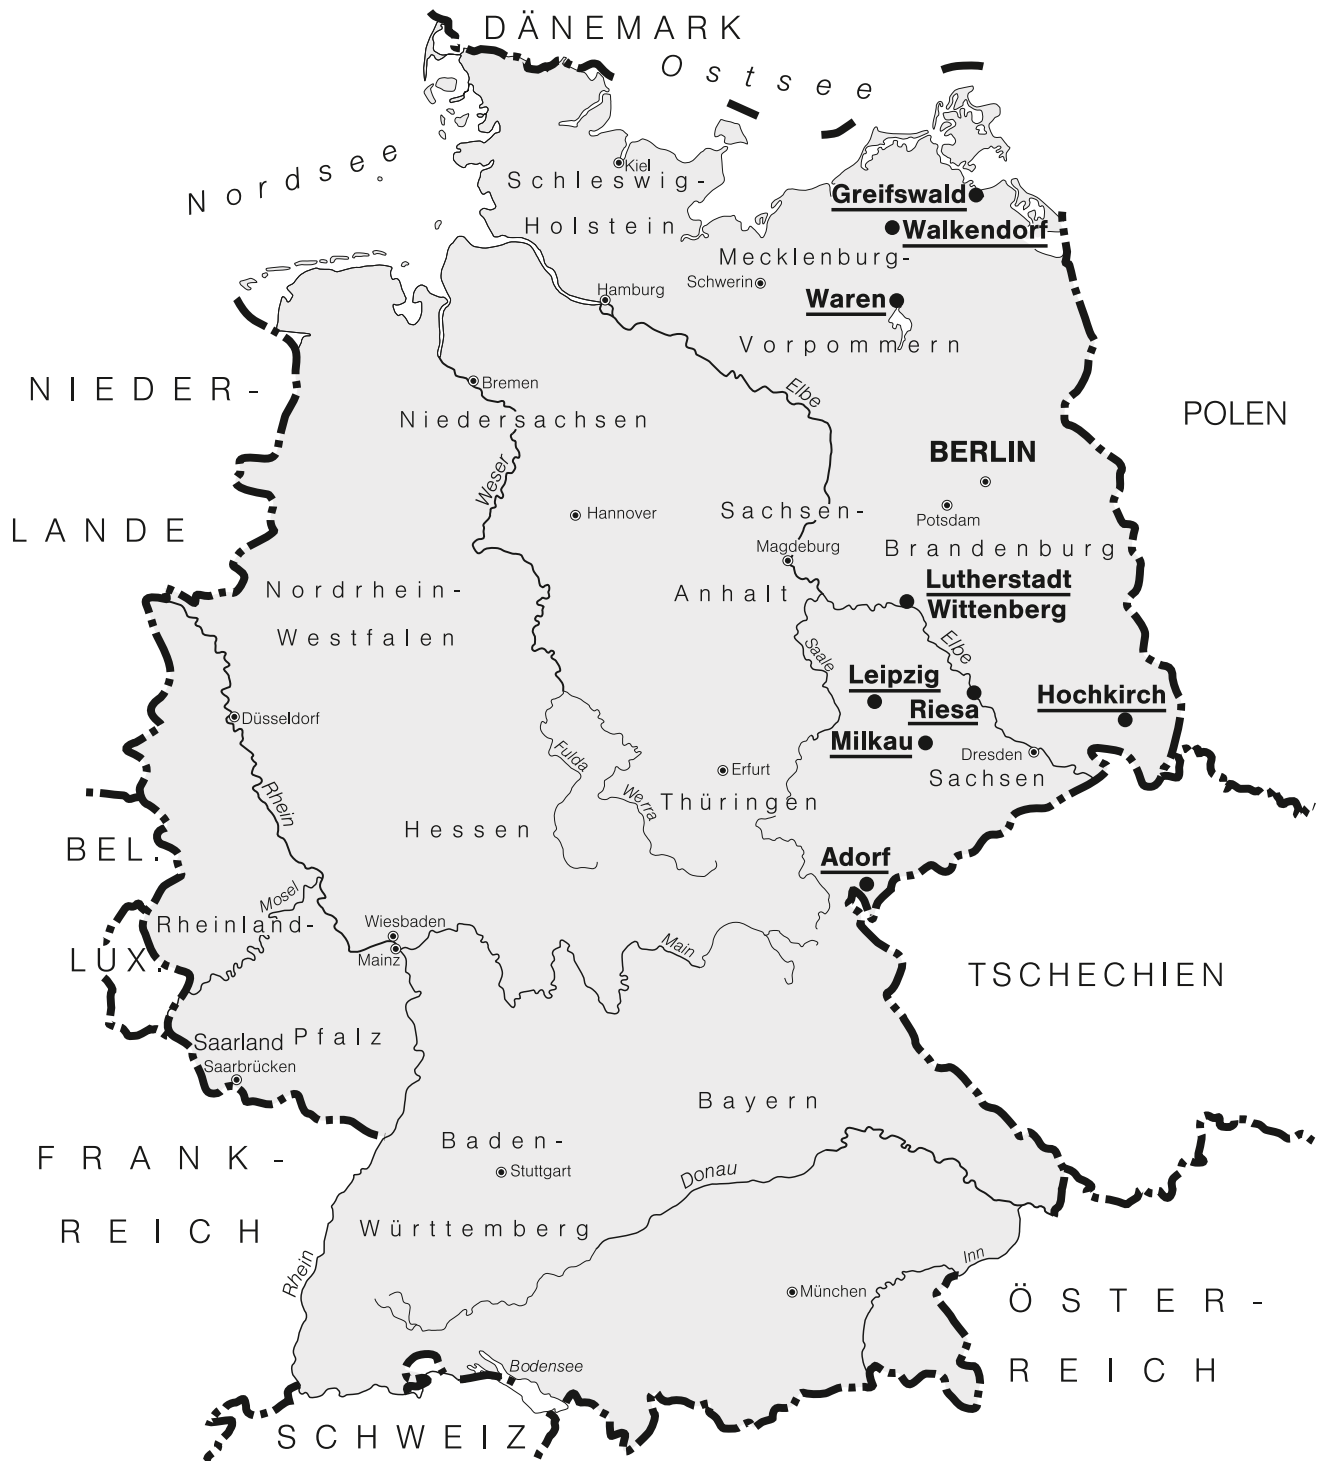 DÄNEMARK
Ostsee
Nordsee
Kiel
Schleswig-
Holstein
Greifswald
Walkendorf
Mecklenburg-
Schwerin
Hamburg
Waren
Vorpommern
NIEDER-
Bremen
Elbe
Niedersachsen
POLEN
BERLIN
Weser
LANDE
Hannover
Sachsen-
Potsdam
Magdeburg
Brandenburg
Nordrhein-
Anhalt
Lutherstadt
Wittenberg
Westfalen
Elbe
Saale
Leipzig
Hochkirch
Riesa
Düsseldorf
Milkau
Fulda
Dresden
Erfurt
Sachsen
Rhein
Werra
Thüringen
Hessen
BEL.
Adorf
Mosel
Rheinland-
Wiesbaden
Mainz
Main
LUX.
TSCHECHIEN
Saarland
Pfalz
Saarbrücken
Bayern
Baden-
FRANK-
Stuttgart
Donau
REICH
Württemberg
Rhein
Inn
München
ÖSTER-
Bodensee
REICH
SCHWEIZ